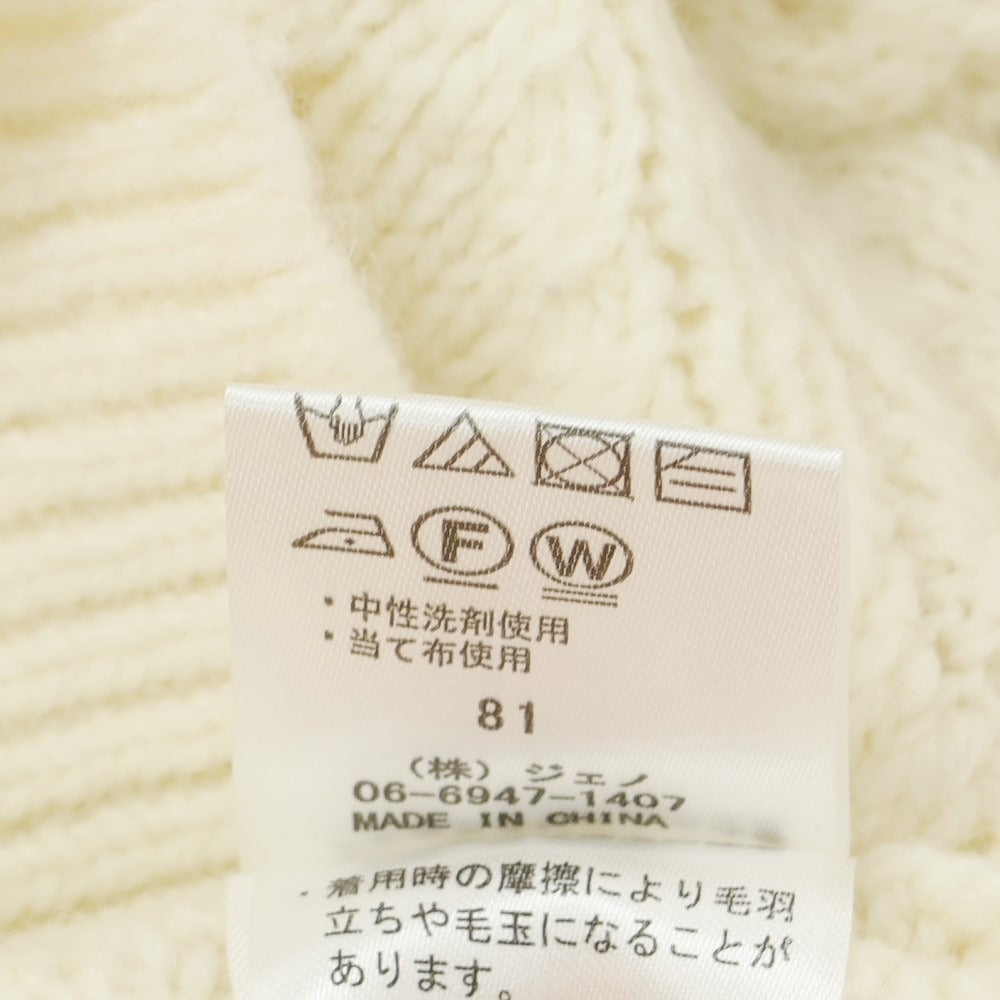 F W
・中性洗剤使用
・当て布使用
81
（株）ジェノ
06-6947-1407
MADE IN CHINA
・着用時の摩擦により毛羽
立ちや毛玉になることが
あります。